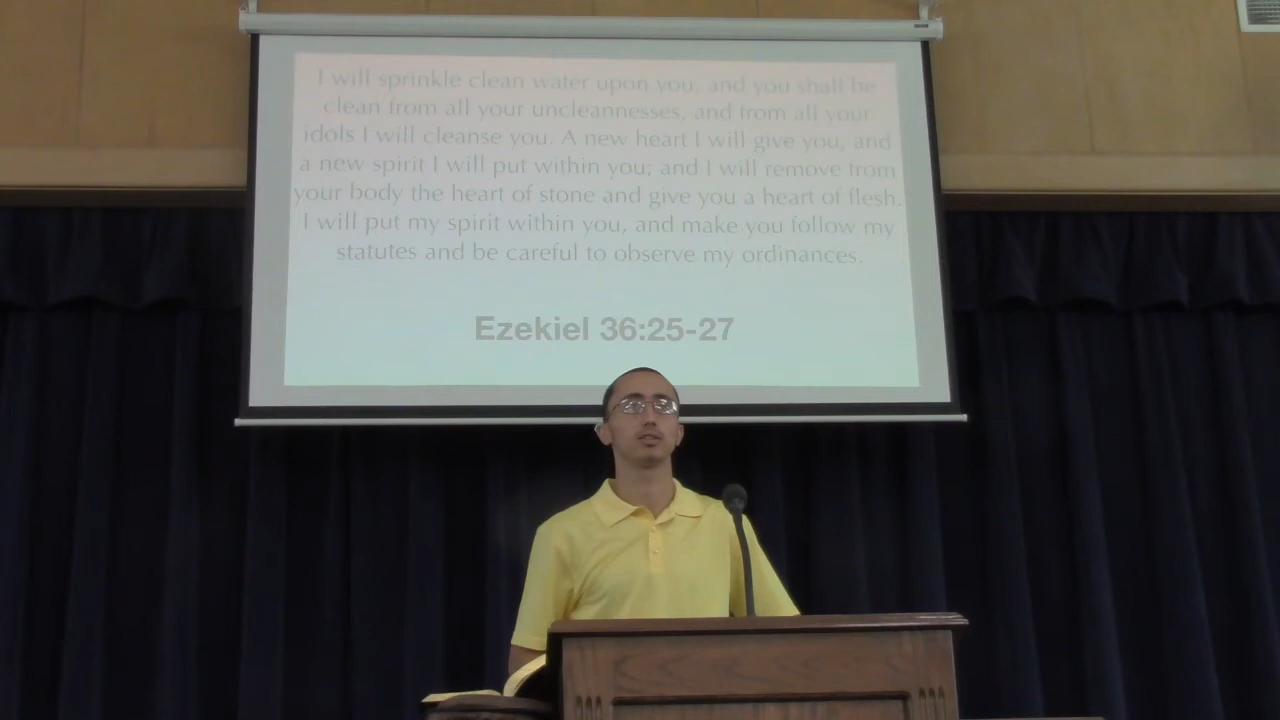 I will sprinkle clean water upon you, and you shall be
clean from all your uncleannesses, and from all your
idols I will cleanse you. A new heart I will give you, and
a new spirit I will put within you; and I will remove from
your body the heart of stone and give you a heart of flesh.
I will put my spirit within you, and make you follow my
statutes and be careful to observe my ordinances.
Ezekiel 36:25-27